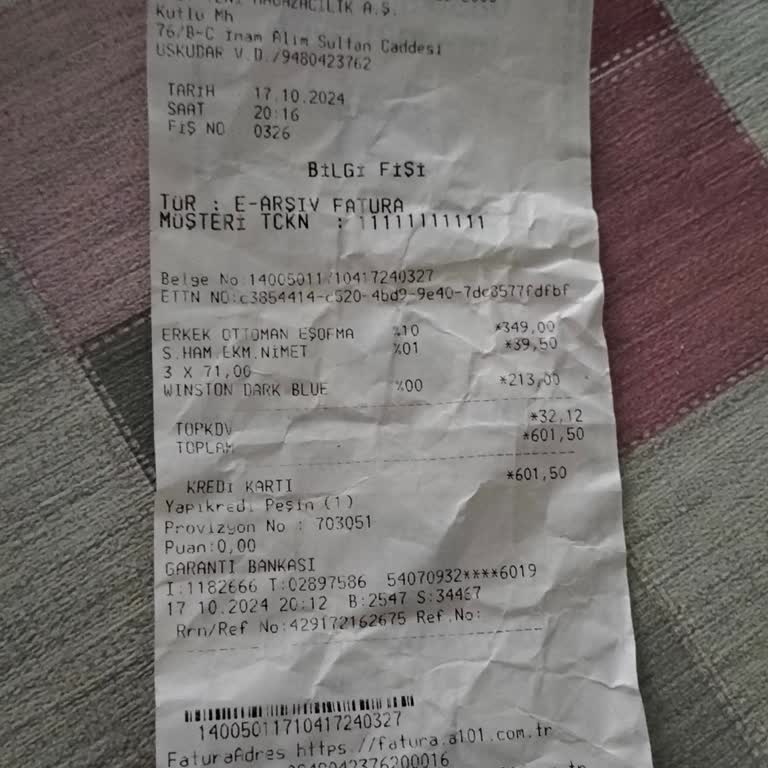 MAĞAZACILIK A.Ş.
Kutlu Mh
76/B-C Inam Alim Sultan Caddesi
USKUDAR V.D./9480423762
TARİH 17.10.2024
SAAT 20:16
FİŞ NO 0326
BİLGİ FİŞİ
TÜR : E-ARŞİV FATURA
MÜŞTERİ TCKN : 11111111111
Belge No:14005011710417240327
ETTN NO:c3854414-c520-4bd9-9e40-7dc8577fdfbf
ERKEK OTTOMAN EŞOFMA %10 *349,00
S.HAM.EKM.NİMET %01 *39,50
3 X 71,00
WINSTON DARK BLUE %00 *213,00
TOPKDV *32,12
TOPLAM *601,50
KREDİ KARTI *601,50
Yapıkredi Peşin (1)
Provizyon No : 703051
Puan:0,00
GARANTİ BANKASI
I:1182666 T:02897586 54070932****6019
17 10.2024 20:12 B:2547 S:34467
Rrn/Ref No:429172162675 Ref.No:
14005011710417240327
FaturaAdres https://fatura.a101.com.tr